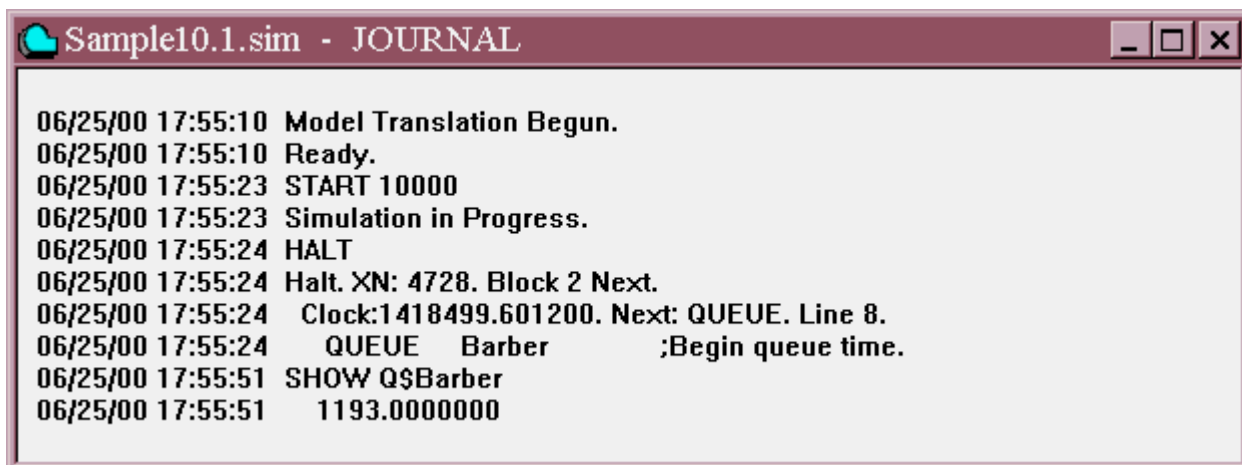 Sample10.1.sim - JOURNAL
06/25/00 17:55:10 Model Translation Begun.
06/25/00 17:55:10 Ready.
06/25/00 17:55:23 START 10000
06/25/00 17:55:23 Simulation in Progress.
06/25/00 17:55:24 HALT
06/25/00 17:55:24 Halt. XN: 4728. Block 2 Next.
06/25/00 17:55:24 Clock:1418499.601200. Next: QUEUE. Line 8.
06/25/00 17:55:24 QUEUE Barber ;Begin queue time.
06/25/00 17:55:51 SHOW Q$Barber
06/25/00 17:55:51 1193.0000000